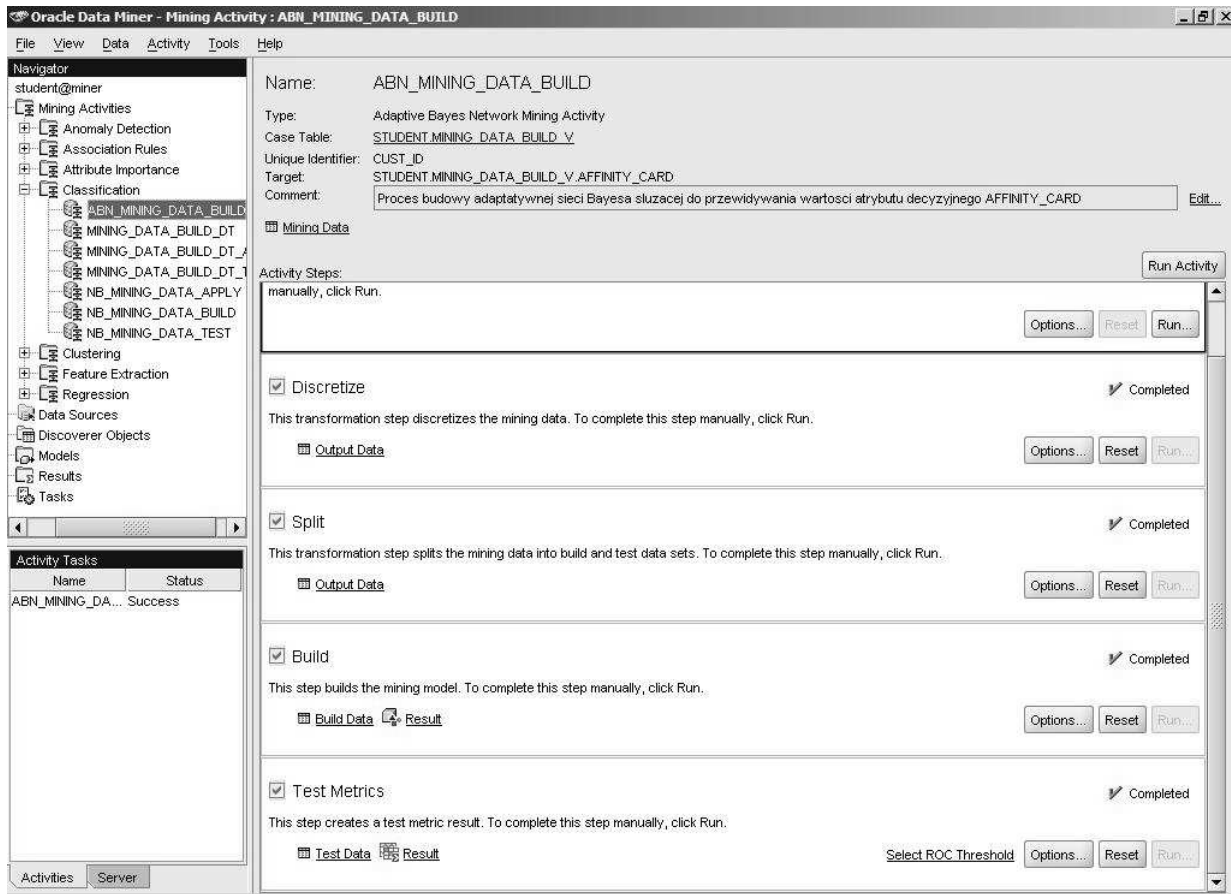 Oracle Data Miner - Mining Activity : ABN_MINING_DATA_BUILD
File View Data Activity Tools Help
Navigator
student@miner
Mining Activities
Anomaly Detection
Association Rules
Attribute Importance
Classification
ABN_MINING_DATA_BUILD
MINING_DATA_BUILD_DT
MINING_DATA_BUILD_DT_A
MINING_DATA_BUILD_DT_T
NB_MINING_DATA_APPLY
NB_MINING_DATA_BUILD
NB_MINING_DATA_TEST
Clustering
Feature Extraction
Regression
Data Sources
Discoverer Objects
Models
Results
Tasks
Activity Tasks
Name Status
ABN_MINING_DA... Success
Activities Server
Name: ABN_MINING_DATA_BUILD
Type: Adaptive Bayes Network Mining Activity
Case Table: STUDENT.MINING_DATA_BUILD_V
Unique Identifier: CUST_ID
Target: STUDENT.MINING_DATA_BUILD_V.AFFINITY_CARD
Comment: Proces budowy adaptatywnej sieci Bayesa sluzacej do przewidywania wartosci atrybutu decyzyjnego AFFINITY_CARD Edit...
Mining Data
Run Activity
Activity Steps:
manually, click Run.
Options... Reset Run...
Discretize Completed
This transformation step discretizes the mining data. To complete this step manually, click Run.
Output Data Options... Reset Run...
Split Completed
This transformation step splits the mining data into build and test data sets. To complete this step manually, click Run.
Output Data Options... Reset Run...
Build Completed
This step builds the mining model. To complete this step manually, click Run.
Build Data Result Options... Reset Run...
Test Metrics Completed
This step creates a test metric result. To complete this step manually, click Run.
Test Data Result Select ROC Threshold Options... Reset Run...